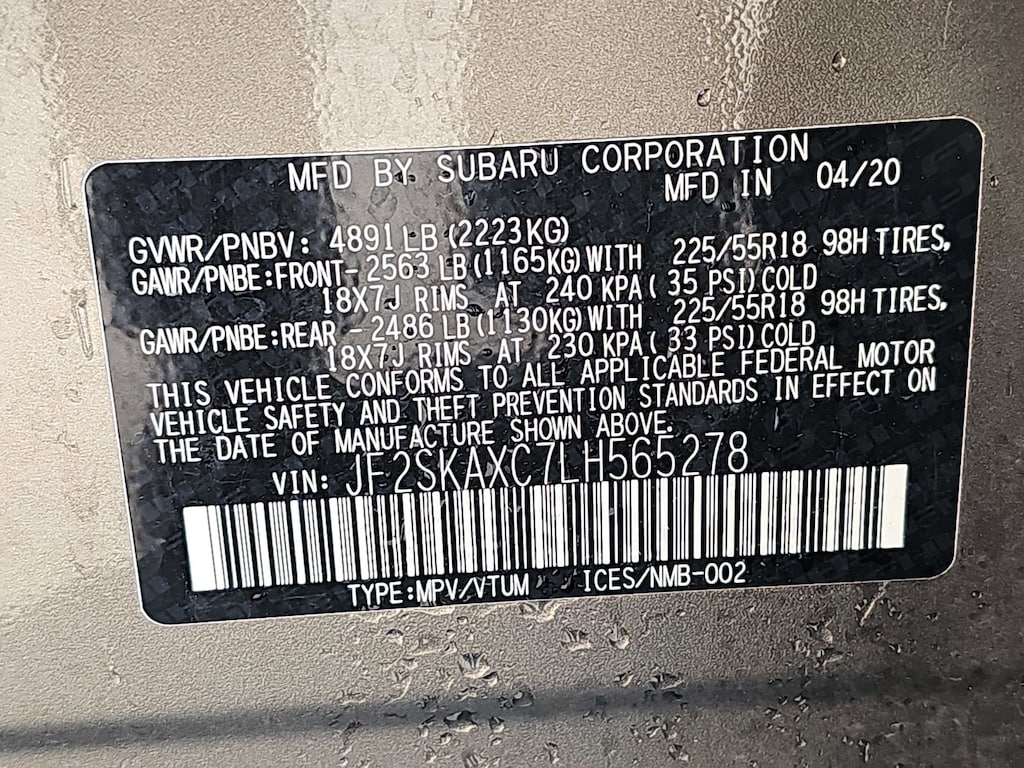 MFD BY SUBARU CORPORATION
MFD IN 04/20
GVWR/PNBV: 4891 LB (2223 KG)
GAWR/PNBE:FRONT-2563 LB (1165KG) WITH 225/55R18 98H TIRES,
18X7J RIMS AT 240 KPA ( 35 PSI) COLD
GAWR/PNBE:REAR -2486 LB (1130KG) WITH 225/55R18 98H TIRES,
18X7J RIMS AT 230 KPA ( 33 PSI) COLD
THIS VEHICLE CONFORMS TO ALL APPLICABLE FEDERAL MOTOR
VEHICLE SAFETY AND THEFT PREVENTION STANDARDS IN EFFECT ON
THE DATE OF MANUFACTURE SHOWN ABOVE.
VIN: JF2SKAXC7LH565278
TYPE:MPV/VTUM ICES/NMB-002